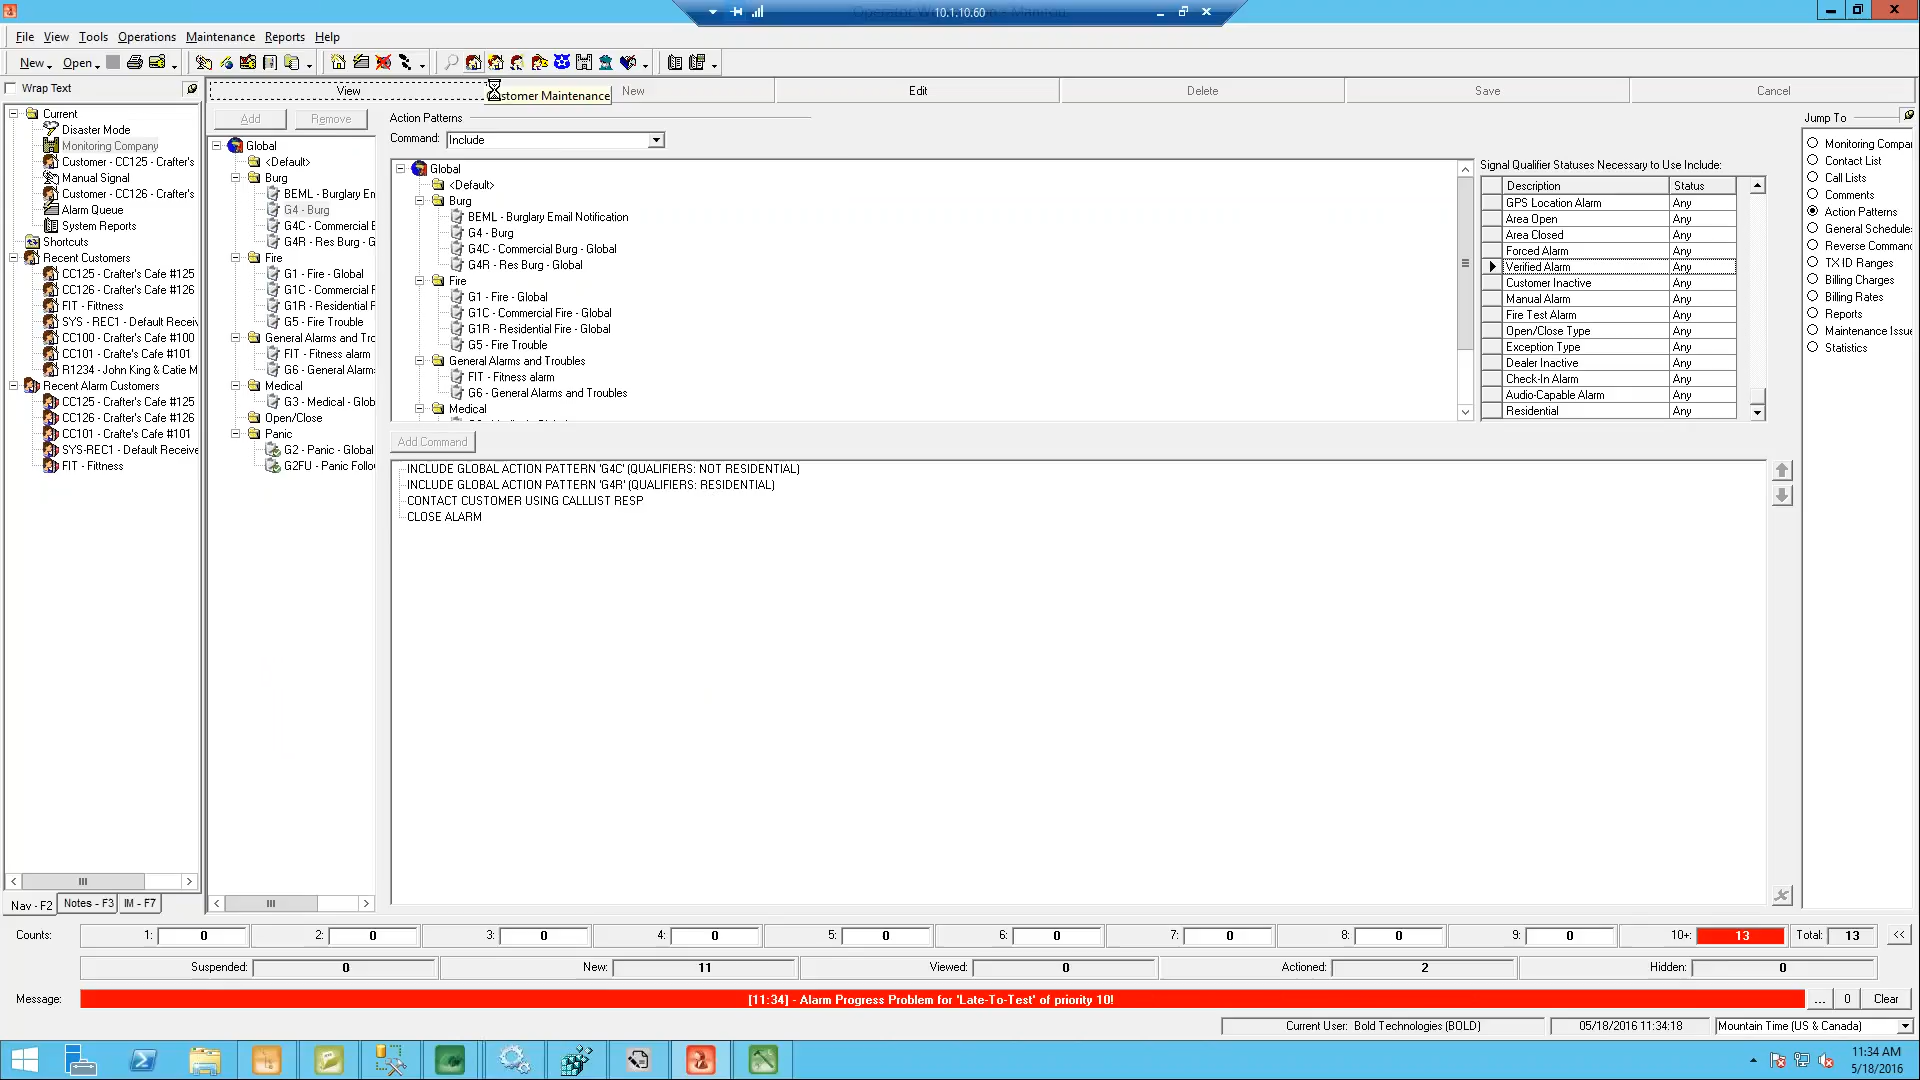 10.1.10.60
File View Tools Operations Maintenance Reports Help
New Open
Wrap Text
View
stomer Maintenance
New
Edit
Delete
Save
Cancel
Current
Disaster Mode
Monitoring Company
Customer - CC125 - Crafter's
Manual Signal
Customer - CC126 - Crafter's
Alarm Queue
System Reports
Shortcuts
Recent Customers
CC125 - Crafter's Cafe #125
CC126 - Crafter's Cafe #126
FIT - Fittness
SYS - REC1 - Default Receiv
CC100 - Crafter's Cafe #100
CC101 - Crafte's Cafe #101
R1234 - John King & Catie M
Recent Alarm Customers
CC125 - Crafter's Cafe #125
CC126 - Crafter's Cafe #126
CC101 - Crafte's Cafe #101
SYS-REC1 - Default Receive
FIT - Fittness
Nav - F2 Notes - F3 IM - F7
Add Remove
Global
<Default>
Burg
BEML - Burglary En
G4 - Burg
G4C - Commercial E
G4R - Res Burg - G
Fire
G1 - Fire - Global
G1C - Commercial F
G1R - Residential F
G5 - Fire Trouble
General Alarms and Tro
FIT - Fitness alarm
G6 - General Alarm
Medical
G3 - Medical - Glob
Open/Close
Panic
G2 - Panic - Global
G2FU - Panic Follo
Action Patterns
Command: Include
Global
<Default>
Burg
BEML - Burglary Email Notification
G4 - Burg
G4C - Commercial Burg - Global
G4R - Res Burg - Global
Fire
G1 - Fire - Global
G1C - Commercial Fire - Global
G1R - Residential Fire - Global
G5 - Fire Trouble
General Alarms and Troubles
FIT - Fitness alarm
G6 - General Alarms and Troubles
Medical
Signal Qualifier Statuses Necessary to Use Include:
Description Status
GPS Location Alarm Any
Area Open Any
Area Closed Any
Forced Alarm Any
Verified Alarm Any
Customer Inactive Any
Manual Alarm Any
Fire Test Alarm Any
Open/Close Type Any
Exception Type Any
Dealer Inactive Any
Check-In Alarm Any
Audio-Capable Alarm Any
Residential Any
Add Command
INCLUDE GLOBAL ACTION PATTERN 'G4C' (QUALIFIERS: NOT RESIDENTIAL)
INCLUDE GLOBAL ACTION PATTERN 'G4R' (QUALIFIERS: RESIDENTIAL)
CONTACT CUSTOMER USING CALLLIST RESP
CLOSE ALARM
Jump To
Monitoring Compa
Contact List
Call Lists
Comments
Action Patterns
General Schedule
Reverse Comman
TX ID Ranges
Billing Charges
Billing Rates
Reports
Maintenance Issu
Statistics
Counts: 1: 0 2: 0 3: 0 4: 0 5: 0 6: 0 7: 0 8: 0 9: 0 10+: 13 Total: 13 <<
Suspended: 0 New: 11 Viewed: 0 Actioned: 2 Hidden: 0
Message: [11:34] - Alarm Progress Problem for 'Late-To-Test' of priority 10! ... 0 Clear
Current User: Bold Technologies (BOLD) 05/18/2016 11:34:18 Mountain Time (US & Canada)
11:34 AM
5/18/2016